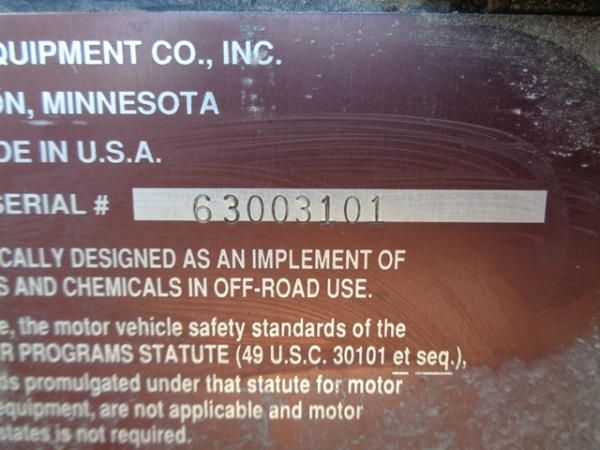 QUIPMENT CO., INC.
ON, MINNESOTA
DE IN U.S.A.
SERIAL # 63003101
CALLY DESIGNED AS AN IMPLEMENT OF
S AND CHEMICALS IN OFF-ROAD USE.
e, the motor vehicle safety standards of the
R PROGRAMS STATUTE (49 U.S.C. 30101 et seq.),
ds promulgated under that statute for motor
equipment, are not applicable and motor
states is not required.